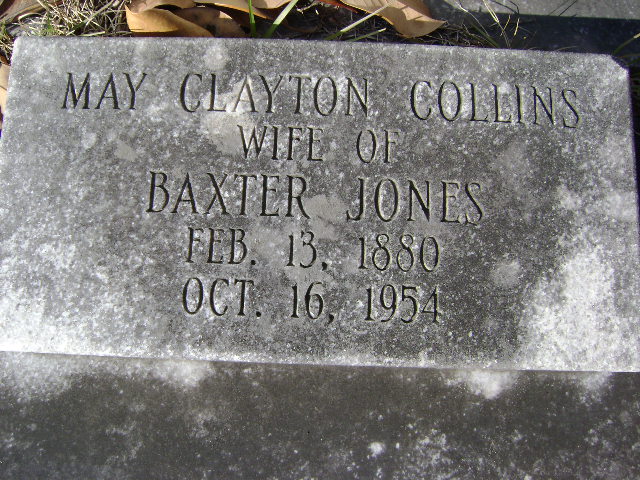 MAY CLAYTON COLLINS
WIFE OF
BAXTER JONES
FEB. 13, 1880
OCT. 16, 1954